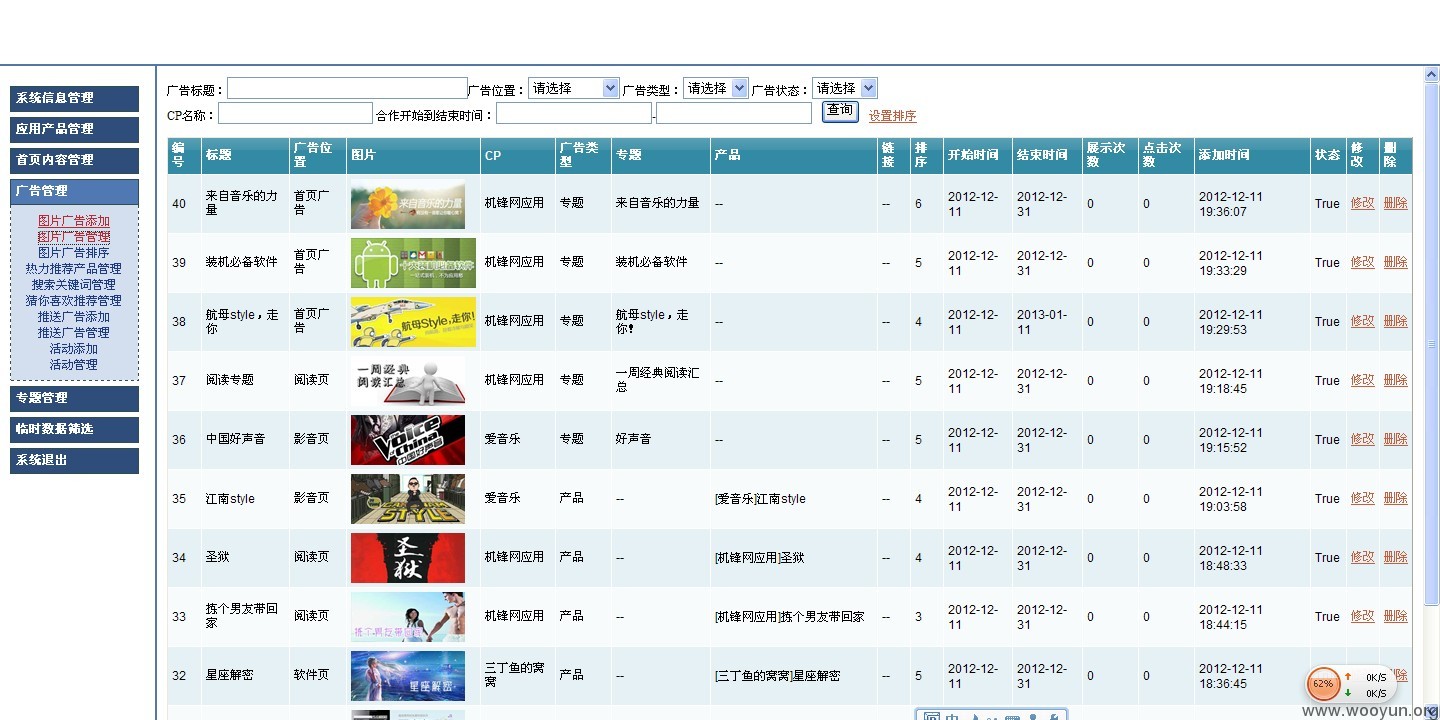 广告标题： 广告位置： 请选择 广告类型： 请选择 广告状态： 请选择
CP名称： 合作开始到结束时间： - 查询 设置排序
系统信息管理
应用产品管理
首页内容管理
广告管理
图片广告添加
图片广告管理
图片广告排序
热力推荐产品管理
搜索关键词管理
猜你喜欢推荐管理
推送广告添加
推送广告管理
活动添加
活动管理
专题管理
临时数据筛选
系统退出
编号 标题 广告位置 图片 CP 广告类型 专题 产品 链接 排序 开始时间 结束时间 展示次数 点击次数 添加时间 状态 修改 删除
40 来自音乐的力量 首页广告 来自音乐的力量 机锋网应用 专题 来自音乐的力量 -- -- 6 2012-12-11 2012-12-31 0 0 2012-12-11 19:36:07 True 修改 删除
39 装机必备软件 首页广告 十大装机必备软件 机锋网应用 专题 装机必备软件 -- -- 5 2012-12-11 2012-12-31 0 0 2012-12-11 19:33:29 True 修改 删除
38 航母style，走你 首页广告 航母Style,走你! 机锋网应用 专题 航母style，走你！ -- -- 4 2012-12-11 2013-01-11 0 0 2012-12-11 19:29:53 True 修改 删除
37 阅读专题 阅读页 一周经典阅读汇总 机锋网应用 专题 一周经典阅读汇总 -- -- 5 2012-12-11 2012-12-31 0 0 2012-12-11 19:18:45 True 修改 删除
36 中国好声音 影音页 The Voice of China 中国好声音 爱音乐 专题 好声音 -- -- 5 2012-12-11 2012-12-31 0 0 2012-12-11 19:15:52 True 修改 删除
35 江南style 影音页 GANGNAM STYLE 爱音乐 产品 -- [爱音乐]江南style -- 4 2012-12-11 2012-12-31 0 0 2012-12-11 19:03:58 True 修改 删除
34 圣狱 阅读页 圣狱 机锋网应用 产品 -- [机锋网应用]圣狱 -- 4 2012-12-11 2012-12-31 0 0 2012-12-11 18:48:33 True 修改 删除
33 拣个男友带回家 阅读页 拣个男友带回家 机锋网应用 产品 -- [机锋网应用]拣个男友带回家 -- 3 2012-12-11 2012-12-31 0 0 2012-12-11 18:44:15 True 修改 删除
32 星座解密 软件页 星座解密 三丁鱼的窝窝 产品 -- [三丁鱼的窝窝]星座解密 -- 5 2012-12-11 2012-12-31 0 0 2012-12-11 18:36:45 删除
62% 0K/S
0K/S
中
www.wooyun.org